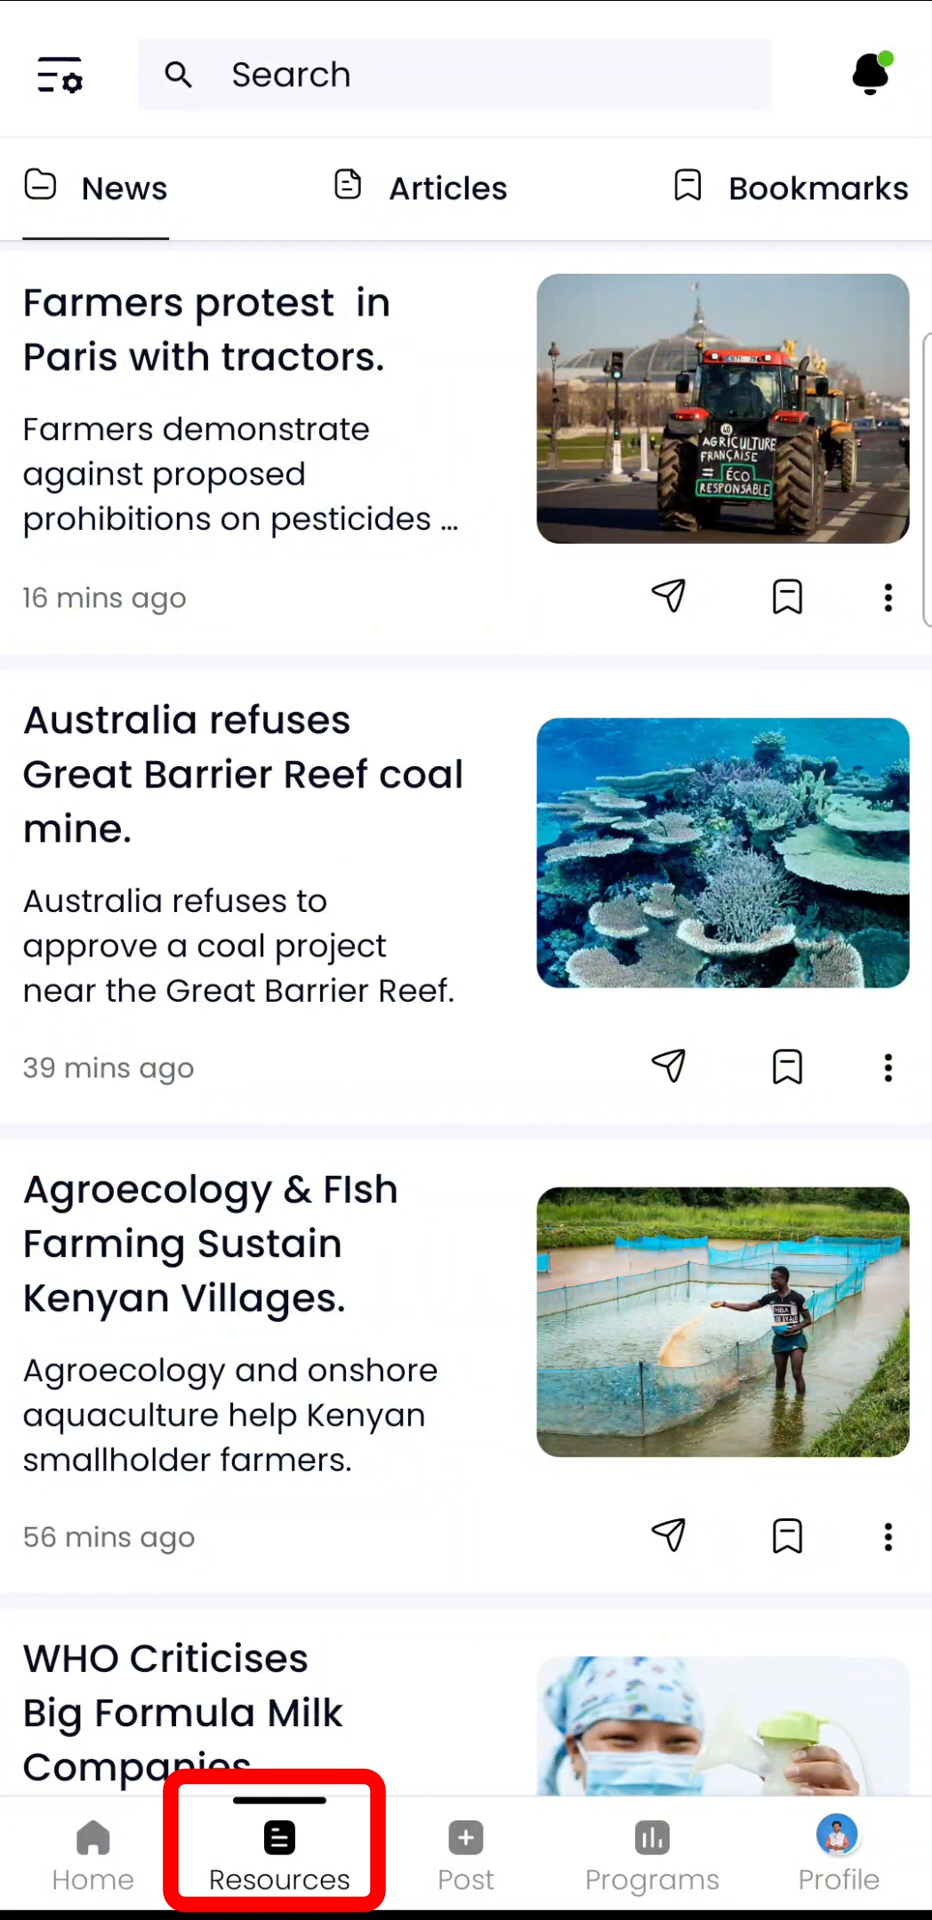 Search
News
Articles
Bookmarks
Farmers protest in
Paris with tractors.
Farmers demonstrate
against proposed
prohibitions on pesticides ...
AGRICULTURE
FRANÇAISE
= ÉCO
RESPONSABLE
16 mins ago
Australia refuses
Great Barrier Reef coal
mine.
Australia refuses to
approve a coal project
near the Great Barrier Reef.
39 mins ago
Agroecology & FIsh
Farming Sustain
Kenyan Villages.
Agroecology and onshore
aquaculture help Kenyan
smallholder farmers.
56 mins ago
WHO Criticises
Big Formula Milk
Companies
Home
Resources
Post
Programs
Profile